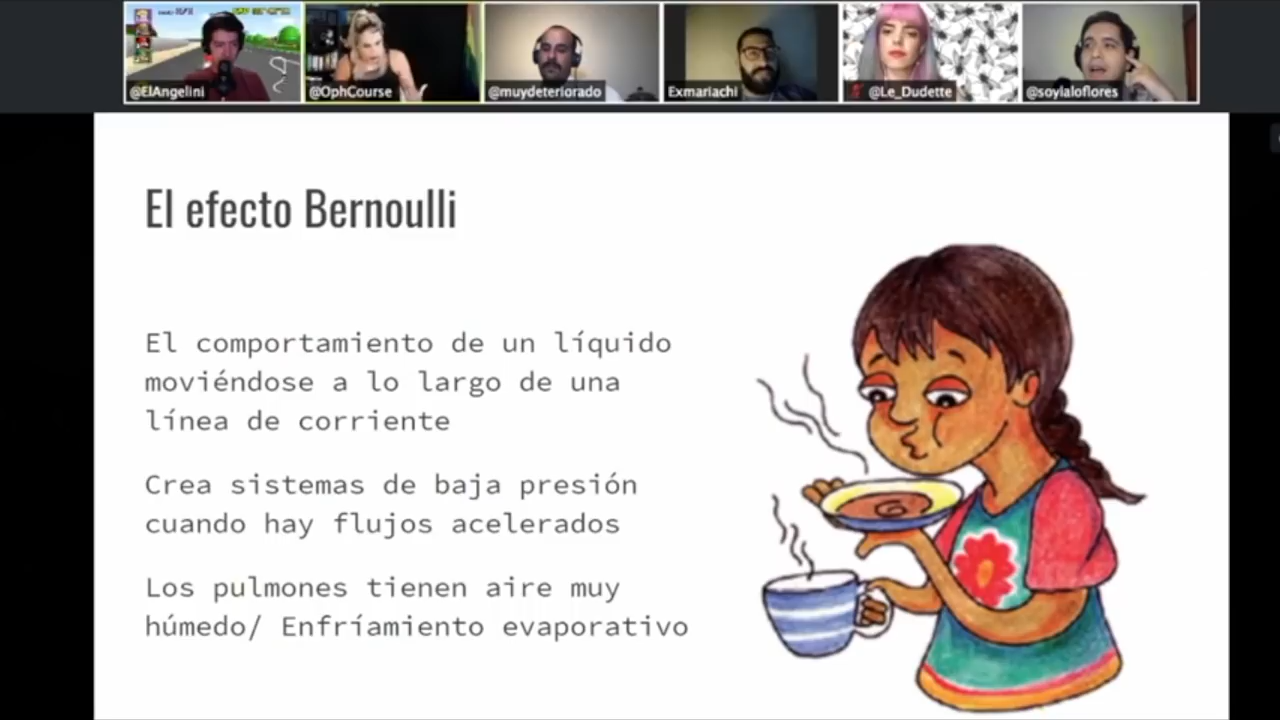 @ElAngelini
@OphCourse
@muydeteriorado
Exmariachi
@Le_Dudette
@soylaloflores
El efecto Bernoulli
El comportamiento de un líquido
moviéndose a lo largo de una
línea de corriente
Crea sistemas de baja presión
cuando hay flujos acelerados
Los pulmones tienen aire muy
húmedo/ Enfríamiento evaporativo